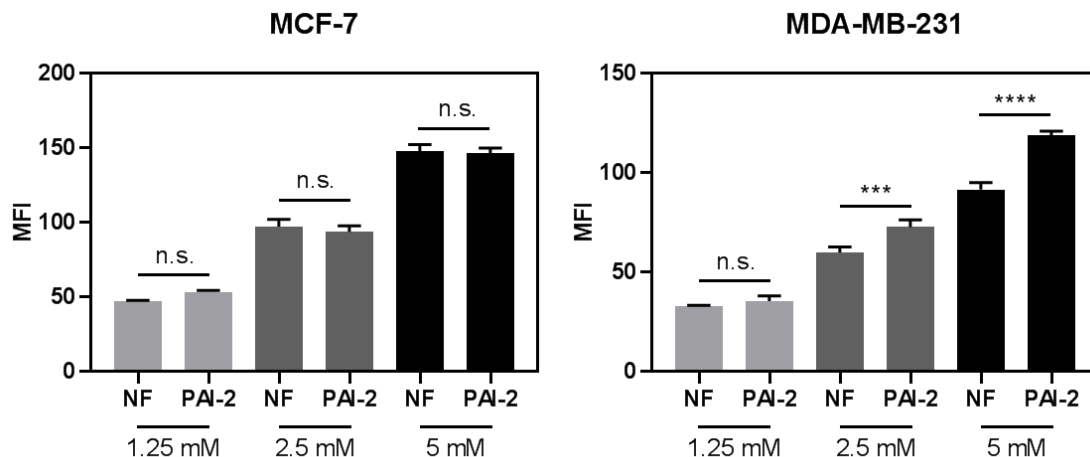 MCF-7
MFI
200
150
100
50
0
n.s.
n.s.
n.s.
NF PAI-2 NF PAI-2 NF PAI-2
1.25 mM 2.5 mM 5 mM
MDA-MB-231
MFI
150
100
50
0
n.s.
***
****
NF PAI-2 NF PAI-2 NF PAI-2
1.25 mM 2.5 mM 5 mM